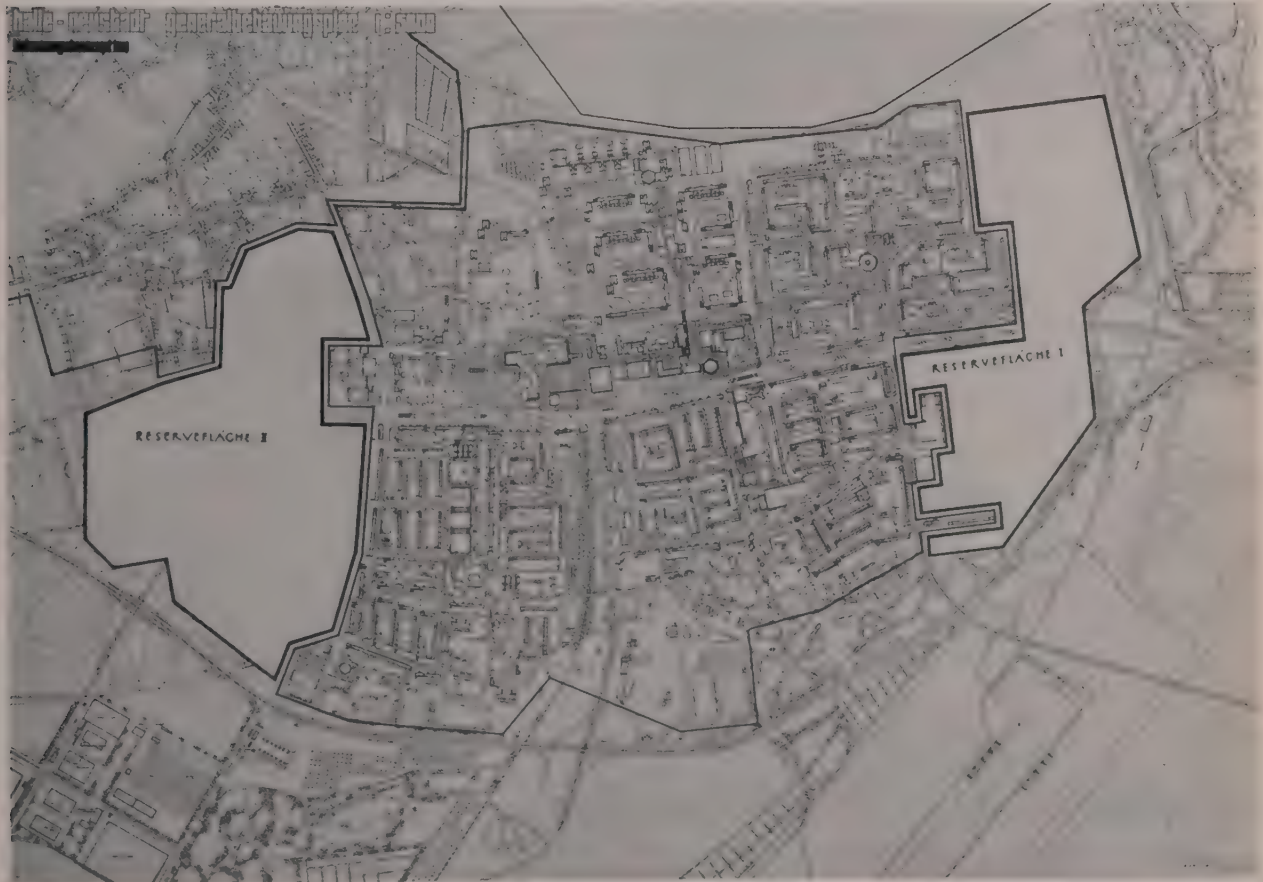 halle-neustadt generalbebauungsplan 1:5000
RESERVEFLÄCHE I
RESERVEFLÄCHE II